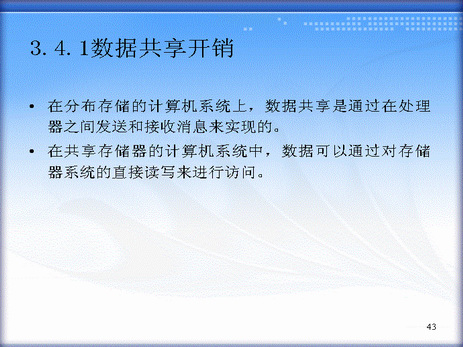 3.4.1数据共享开销
• 在分布存储的计算机系统上，数据共享是通过在处理
器之间发送和接收消息来实现的。
• 在共享存储器的计算机系统中，数据可以通过对存储
器系统的直接读写来进行访问。
43